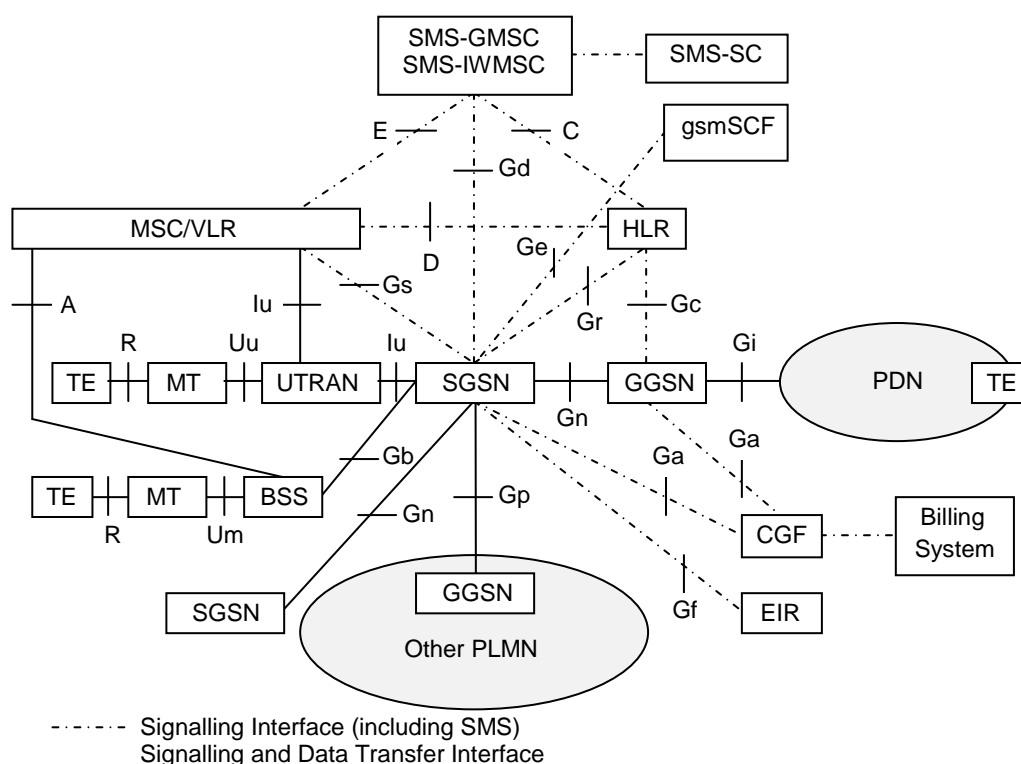 SMS-GMSC
SMS-IWMSC
SMS-SC
gsmSCF
E
C
Gd
MSC/VLR
HLR
D
Ge
Gs
Gr
Gc
A
Iu
R
Uu
Iu
Gi
TE
MT
UTRAN
SGSN
GGSN
PDN
TE
Gn
Ga
Ga
Gb
TE
MT
BSS
Gn
Gp
R
Um
CGF
Billing
System
SGSN
GGSN
Gf
EIR
Other PLMN
Signalling Interface (including SMS)
Signalling and Data Transfer Interface